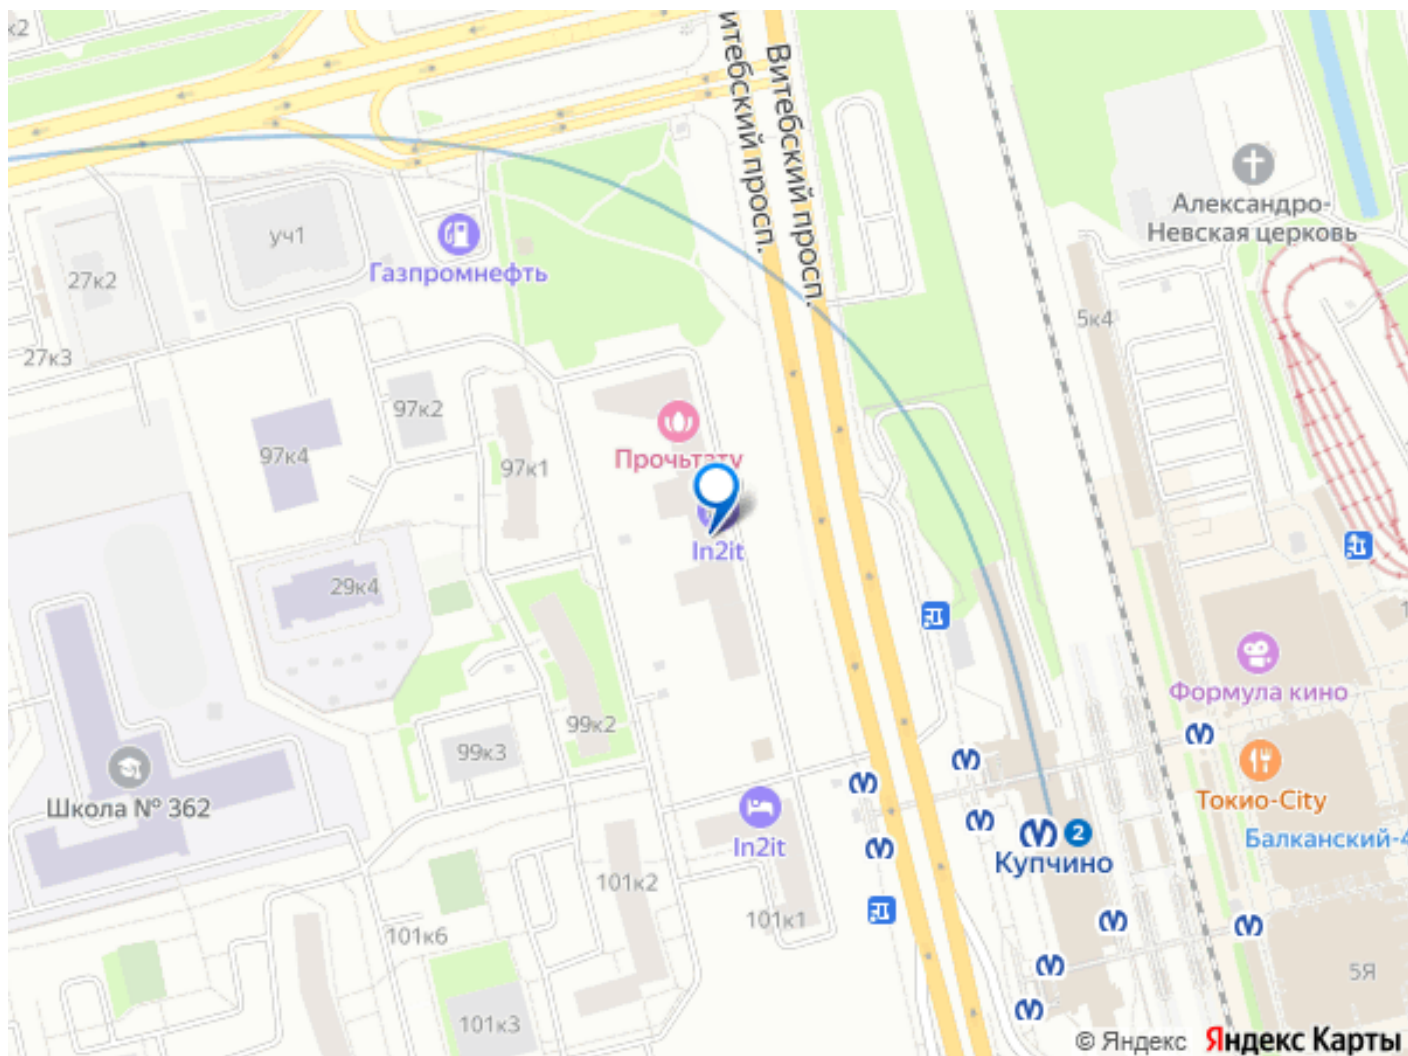 к2
итебский просп.
Витебский просп.
Александро-
Невская церковь
уч1
Газпромнефть
27к2
5к4
27к3
97к2
Прочьтату
97к4
97к1
In2it
29к4
Формула кино
99к2
99к3
Школа № 362
Токио-City
In2it
2
Купчино
Балканский-4
101к2
101к1
101к6
5Я
101к3
© Яндекс Яндекс Карты